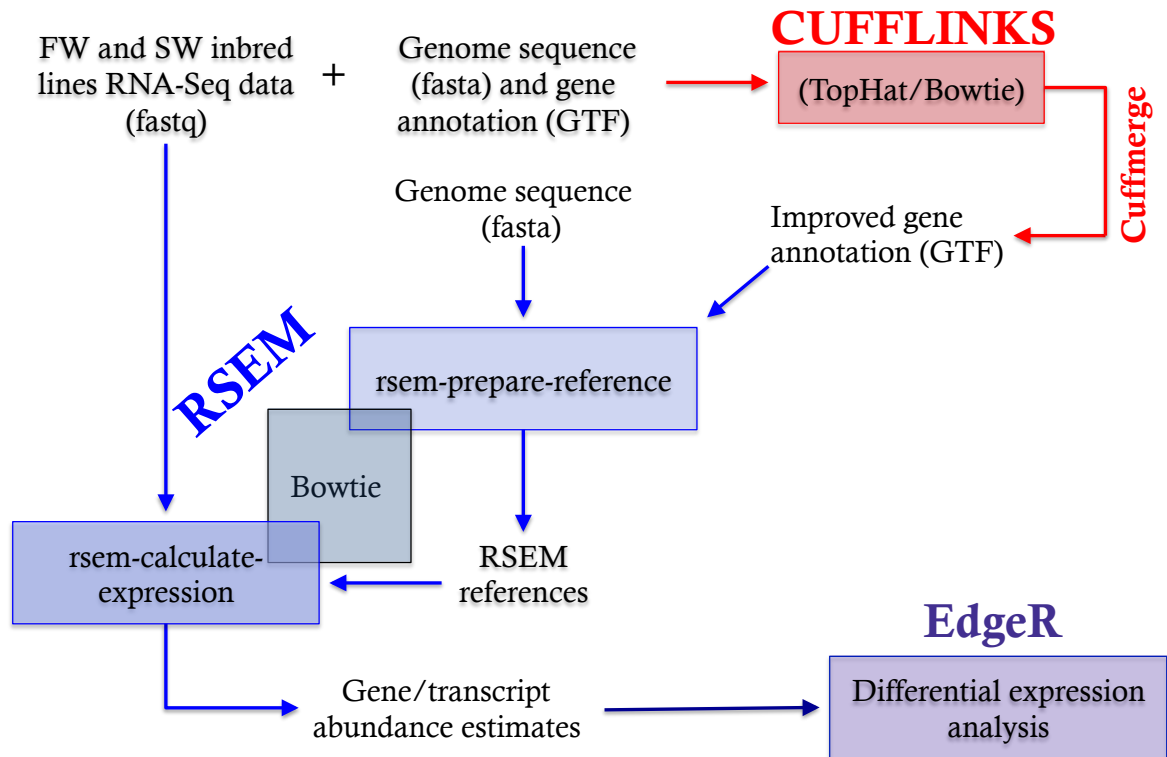 FW and SW inbred
lines RNA-Seq data
(fastq)
+
Genome sequence
(fasta) and gene
annotation (GTF)
CUFFLINKS
(TopHat/Bowtie)
Cuffmerge
Genome sequence
(fasta)
Improved gene
annotation (GTF)
RSEM
rsem-prepare-reference
Bowtie
rsem-calculate-
expression
RSEM
references
EdgeR
Gene/transcript
abundance estimates
Differential expression
analysis